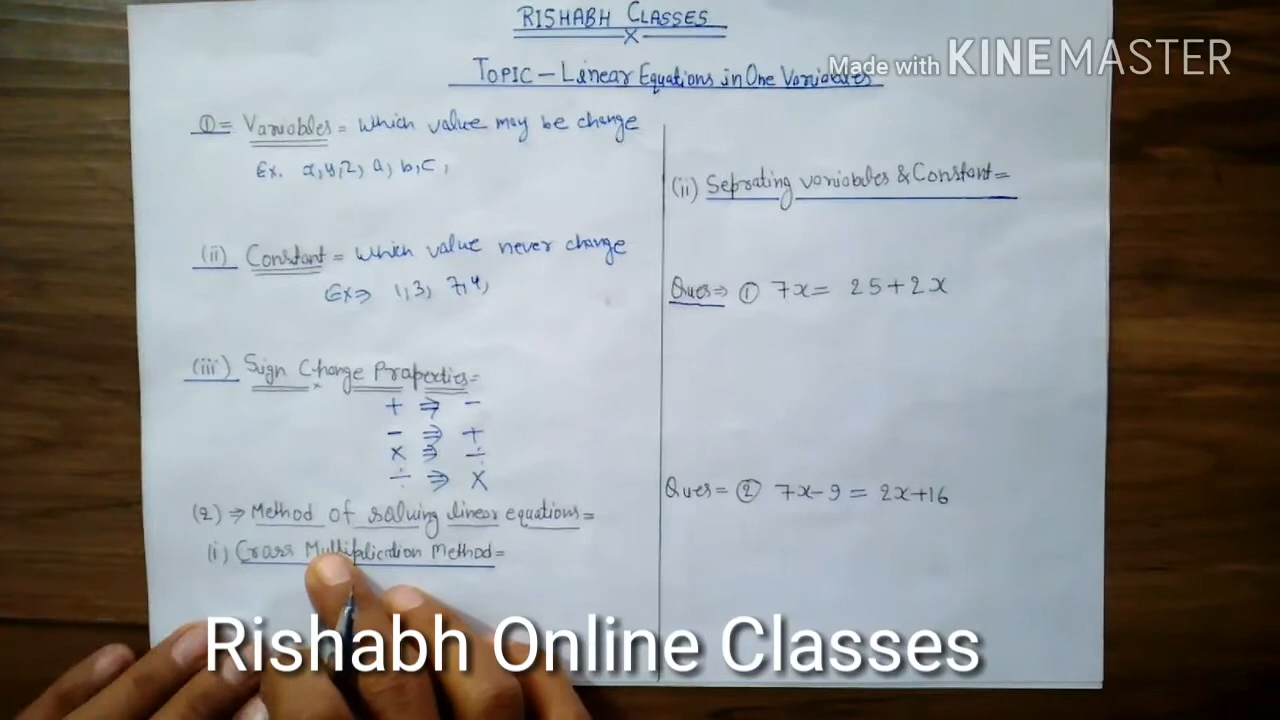 RISHABH CLASSES
Made with KINEMASTER
TOPIC - Linear Equations in One Variables
① = Variables = which value may be change
Ex. x, y, z, a, b, c,
(ii) Constant = which value never change
Ex ⇒ 1, 3, 7, 4,
(iii) Sign Change Properties =
+ ⇒ -
- ⇒ +
× ⇒ ÷
÷ ⇒ ×
(2) ⇒ Method of solving linear equations =
(i) Cross Multiplication Method =
(ii) Seprating variables & Constant =
Ques ⇒ ① 7x = 25 + 2x
Ques = ② 7x - 9 = 2x + 16
Rishabh Online Classes